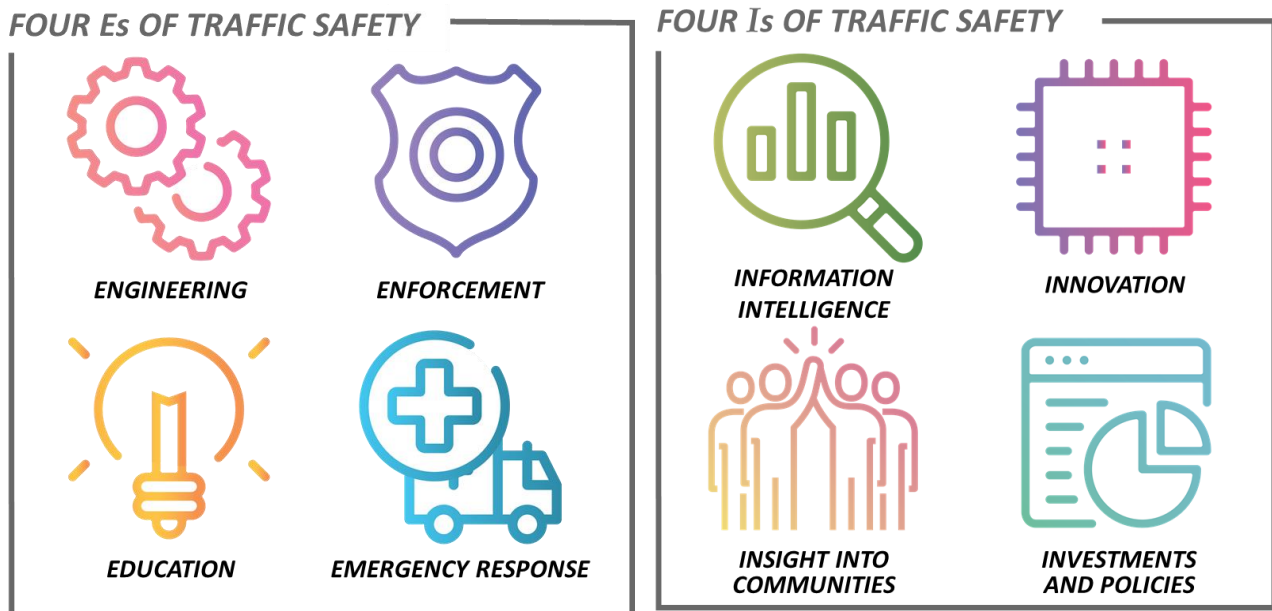 FOUR Es OF TRAFFIC SAFETY
ENGINEERING
ENFORCEMENT
EDUCATION
EMERGENCY RESPONSE
FOUR Is OF TRAFFIC SAFETY
INFORMATION
INTELLIGENCE
INNOVATION
INSIGHT INTO
COMMUNITIES
INVESTMENTS
AND POLICIES